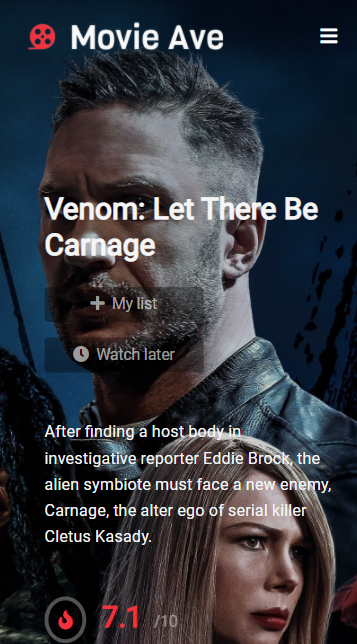 Movie Ave
Venom: Let There Be
Carnage
My list
Watch later
After finding a host body in
investigative reporter Eddie Brock, the
alien symbiote must face a new enemy,
Carnage, the alter ego of serial killer
Cletus Kasady.
7.1 /10